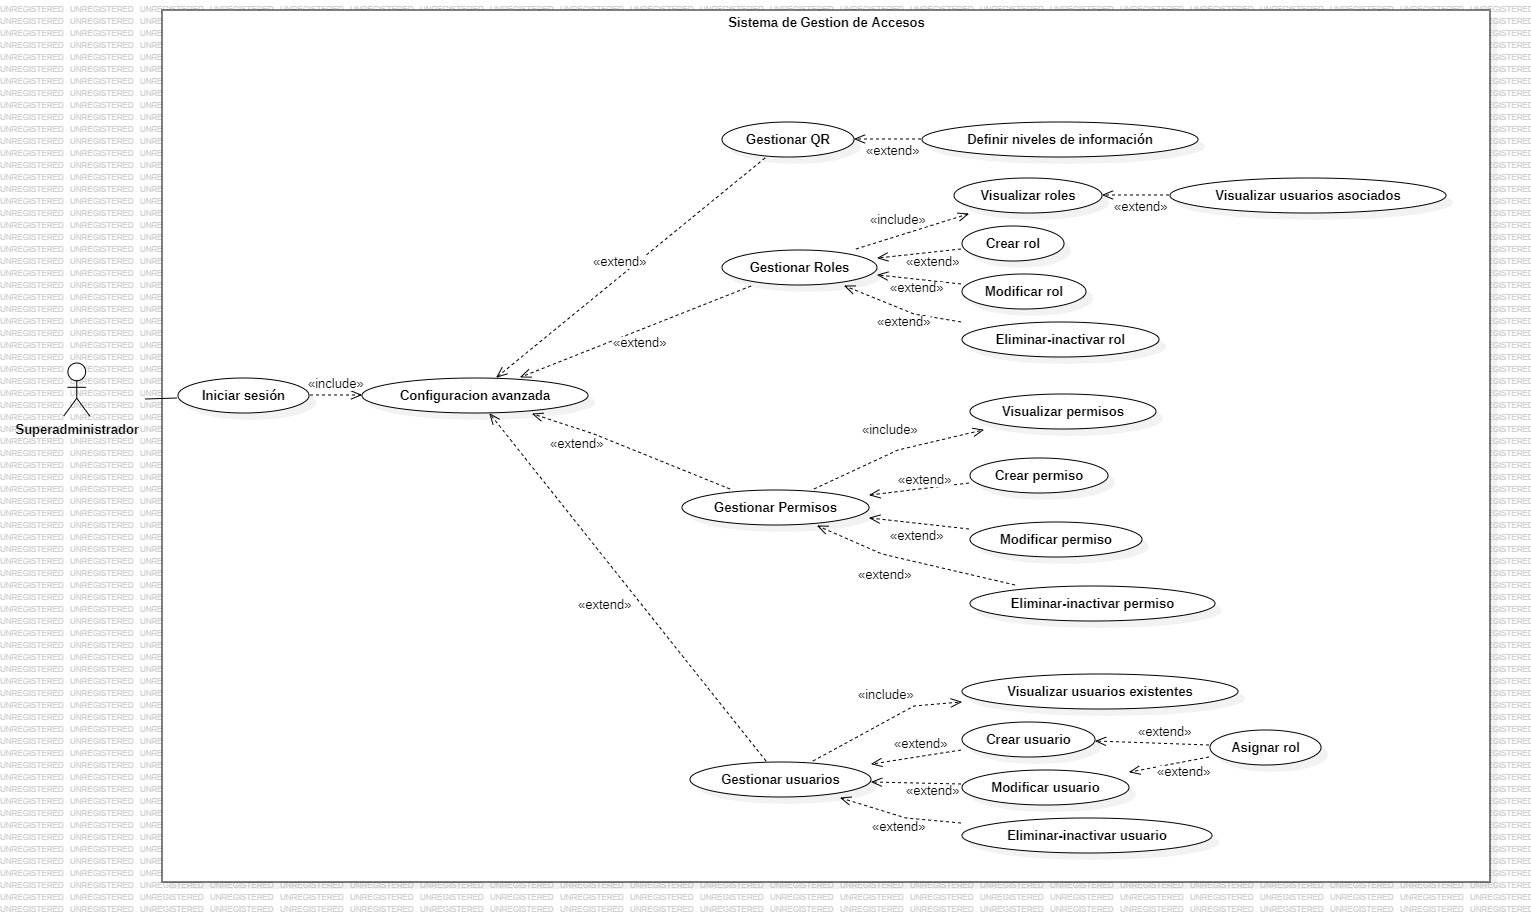 Sistema de Gestion de Accesos
Gestionar QR
«extend»
Definir niveles de información
Visualizar roles
«extend»
Visualizar usuarios asociados
«include»
Crear rol
«extend»
«extend»
Gestionar Roles
Modificar rol
«extend»
«extend»
Eliminar-inactivar rol
«extend»
Superadministrador
Iniciar sesión
«include»
Configuracion avanzada
Visualizar permisos
«include»
«extend»
Crear permiso
«extend»
Gestionar Permisos
Modificar permiso
«extend»
«extend»
Eliminar-inactivar permiso
«extend»
Visualizar usuarios existentes
«include»
Crear usuario
«extend»
«extend»
Asignar rol
«extend»
Gestionar usuarios
Modificar usuario
«extend»
Eliminar-inactivar usuario
«extend»
UNREGISTERED